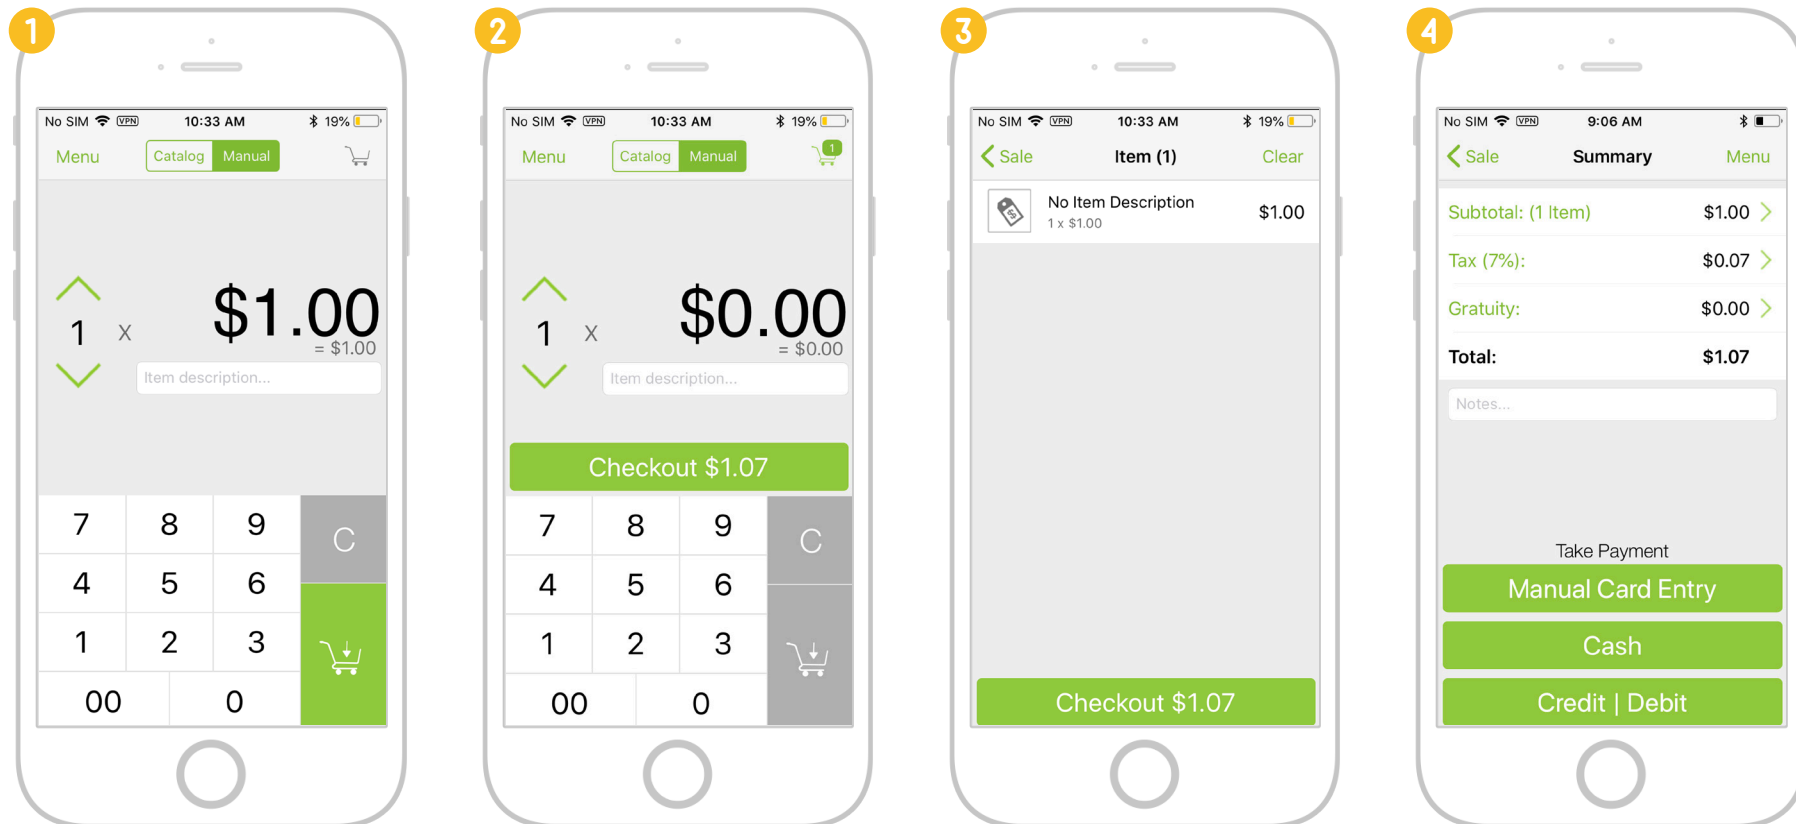 1
No SIM VPN 10:33 AM 19%
Menu Catalog Manual
1 X $1.00
= $1.00
Item description...
7 8 9 C
4 5 6
1 2 3
00 0
2
No SIM VPN 10:33 AM 19%
Menu Catalog Manual 1
1 X $0.00
= $0.00
Item description...
Checkout $1.07
7 8 9 C
4 5 6
1 2 3
00 0
3
No SIM VPN 10:33 AM 19%
Sale Item (1) Clear
No Item Description $1.00
1 x $1.00
Checkout $1.07
4
No SIM VPN 9:06 AM
Sale Summary Menu
Subtotal: (1 Item) $1.00
Tax (7%): $0.07
Gratuity: $0.00
Total: $1.07
Notes...
Take Payment
Manual Card Entry
Cash
Credit | Debit